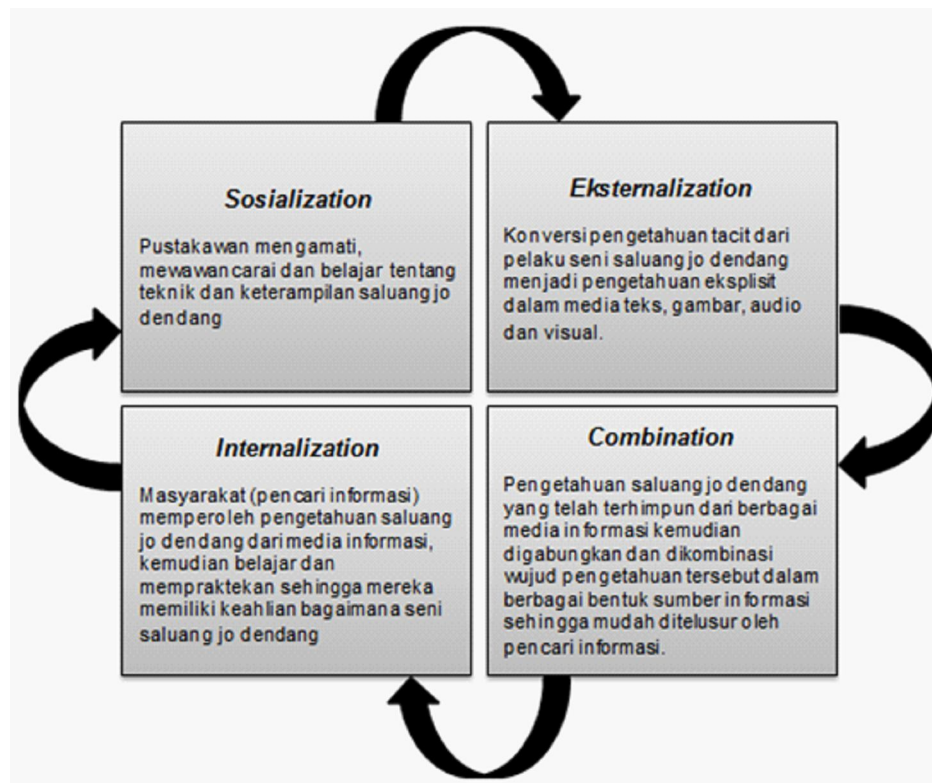 Sosialization
Pustakawan mengamati,
mewawancarai dan belajar tentang
teknik dan keterampilan saluang jo
dendang
Eksternalization
Konversi pengetahuan tacit dari
pelaku seni saluang jo dendang
menjadi pengetahuan eksplisit
dalam media teks, gambar, audio
dan visual.
Internalization
Masyarakat (pencari informasi)
memperoleh pengetahuan saluang
jo dendang dari media informasi,
kemudian belajar dan
mempraktekan sehingga mereka
memiliki keahlian bagaimana seni
saluang jo dendang
Combination
Pengetahuan saluang jo dendang
yang telah terhimpun dari berbagai
media informasi kemudian
digabungkan dan dikombinasi
wujud pengetahuan tersebut dalam
berbagai bentuk sumber informasi
sehingga mudah ditelusur oleh
pencari informasi.